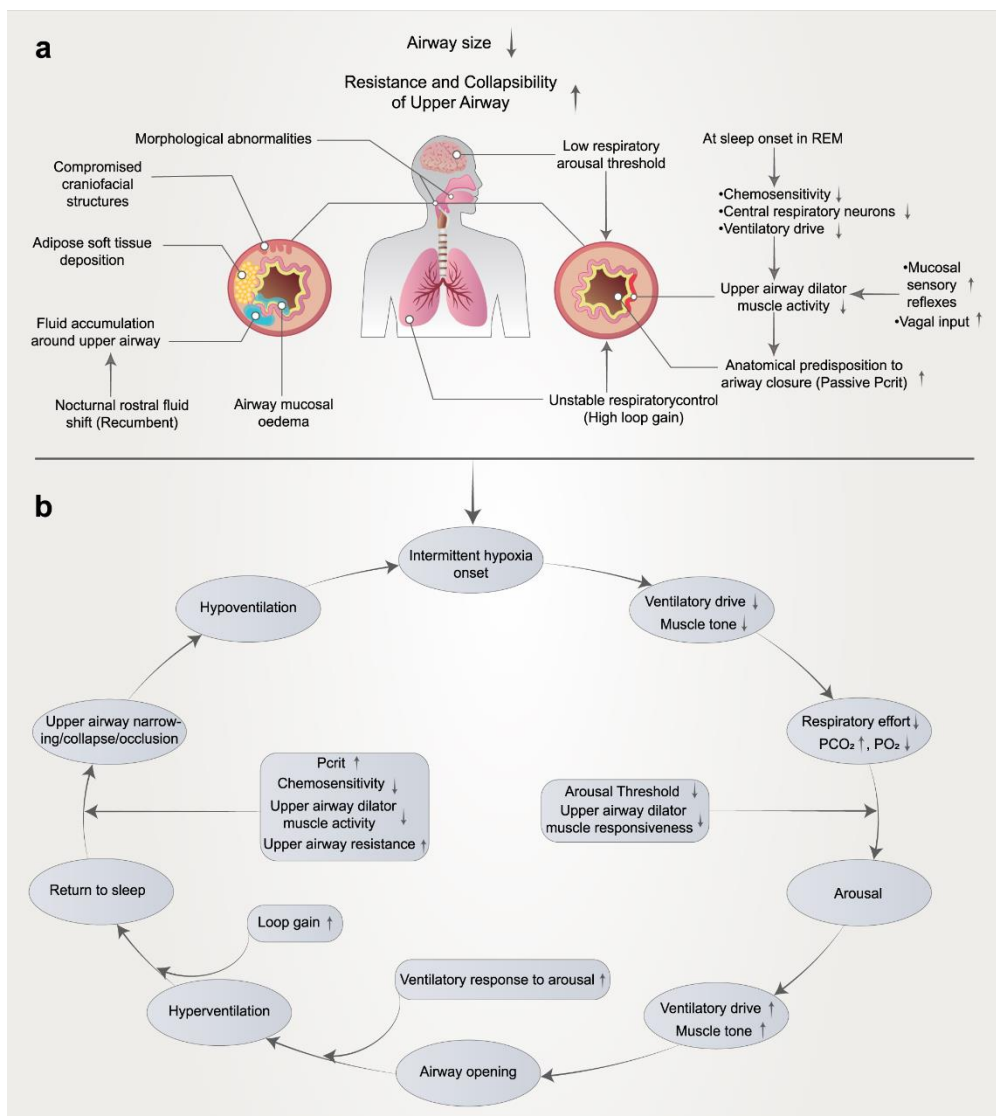 a
Airway size ↓
Resistance and Collapsibility
of Upper Airway ↑
Morphological abnormalities
Compromised
craniofacial
structures
Adipose soft tissue
deposition
Fluid accumulation
around upper airway
Nocturnal rostral fluid
shift (Recumbent)
Airway mucosal
oedema
Low respiratory
arousal threshold
Unstable respiratorycontrol
(High loop gain)
At sleep onset in REM
•Chemosensitivity ↓
•Central respiratory neurons ↓
•Ventilatory drive ↓
Upper airway dilator
muscle activity ↓
•Mucosal
sensory ↑
reflexes
•Vagal input ↑
Anatomical predisposition to
ariway closure (Passive Pcrit) ↑
b
Intermittent hypoxia
onset
Ventilatory drive ↓
Muscle tone ↓
Respiratory effort ↓
PCO₂ ↑, PO₂ ↓
Arousal Threshold ↓
Upper airway dilator
muscle responsiveness ↓
Arousal
Ventilatory drive ↑
Muscle tone ↑
Airway opening
Ventilatory response to arousal ↑
Hyperventilation
Loop gain ↑
Return to sleep
Pcrit ↑
Chemosensitivity ↓
Upper airway dilator
muscle activity ↓
Upper airway resistance ↑
Upper airway narrow-
ing/collapse/occlusion
Hypoventilation